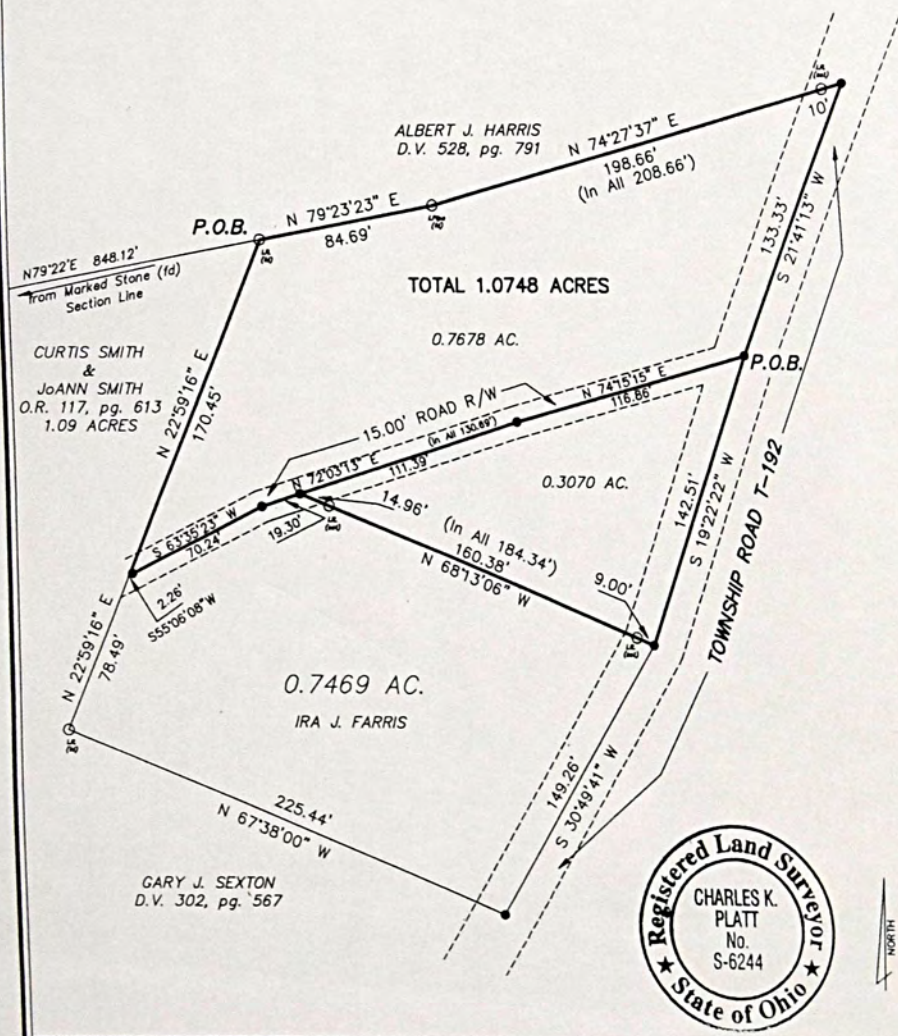 ALBERT J. HARRIS
D.V. 528, pg. 791
N 74°27'37" E
198.66'
(In All 208.66')
10'
P.O.B.
N 79°23'23" E
84.69'
N79°22'E 848.12'
from Marked Stone (fd)
Section Line
TOTAL 1.0748 ACRES
0.7678 AC.
133.33'
S 21°41'13" W
CURTIS SMITH
&
JoANN SMITH
O.R. 117, pg. 613
1.09 ACRES
N 22°59'16" E
170.45'
P.O.B.
15.00' ROAD R/W
N 74°15'15" E
116.86'
(In All 130.69')
N 72°03'13" E
111.39'
0.3070 AC.
S 63°35'23" W
70.24'
19.30'
14.96'
(In All 184.34')
160.38'
N 68°13'06" W
9.00'
142.51'
S 19°22'22" W
TOWNSHIP ROAD T-192
2.26'
S55°06'08"W
N 22°59'16" E
78.49'
0.7469 AC.
IRA J. FARRIS
149.26'
S 30°49'41" W
225.44'
N 67°38'00" W
GARY J. SEXTON
D.V. 302, pg. 567
Registered Land Surveyor
CHARLES K.
PLATT
No.
S-6244
State of Ohio
NORTH